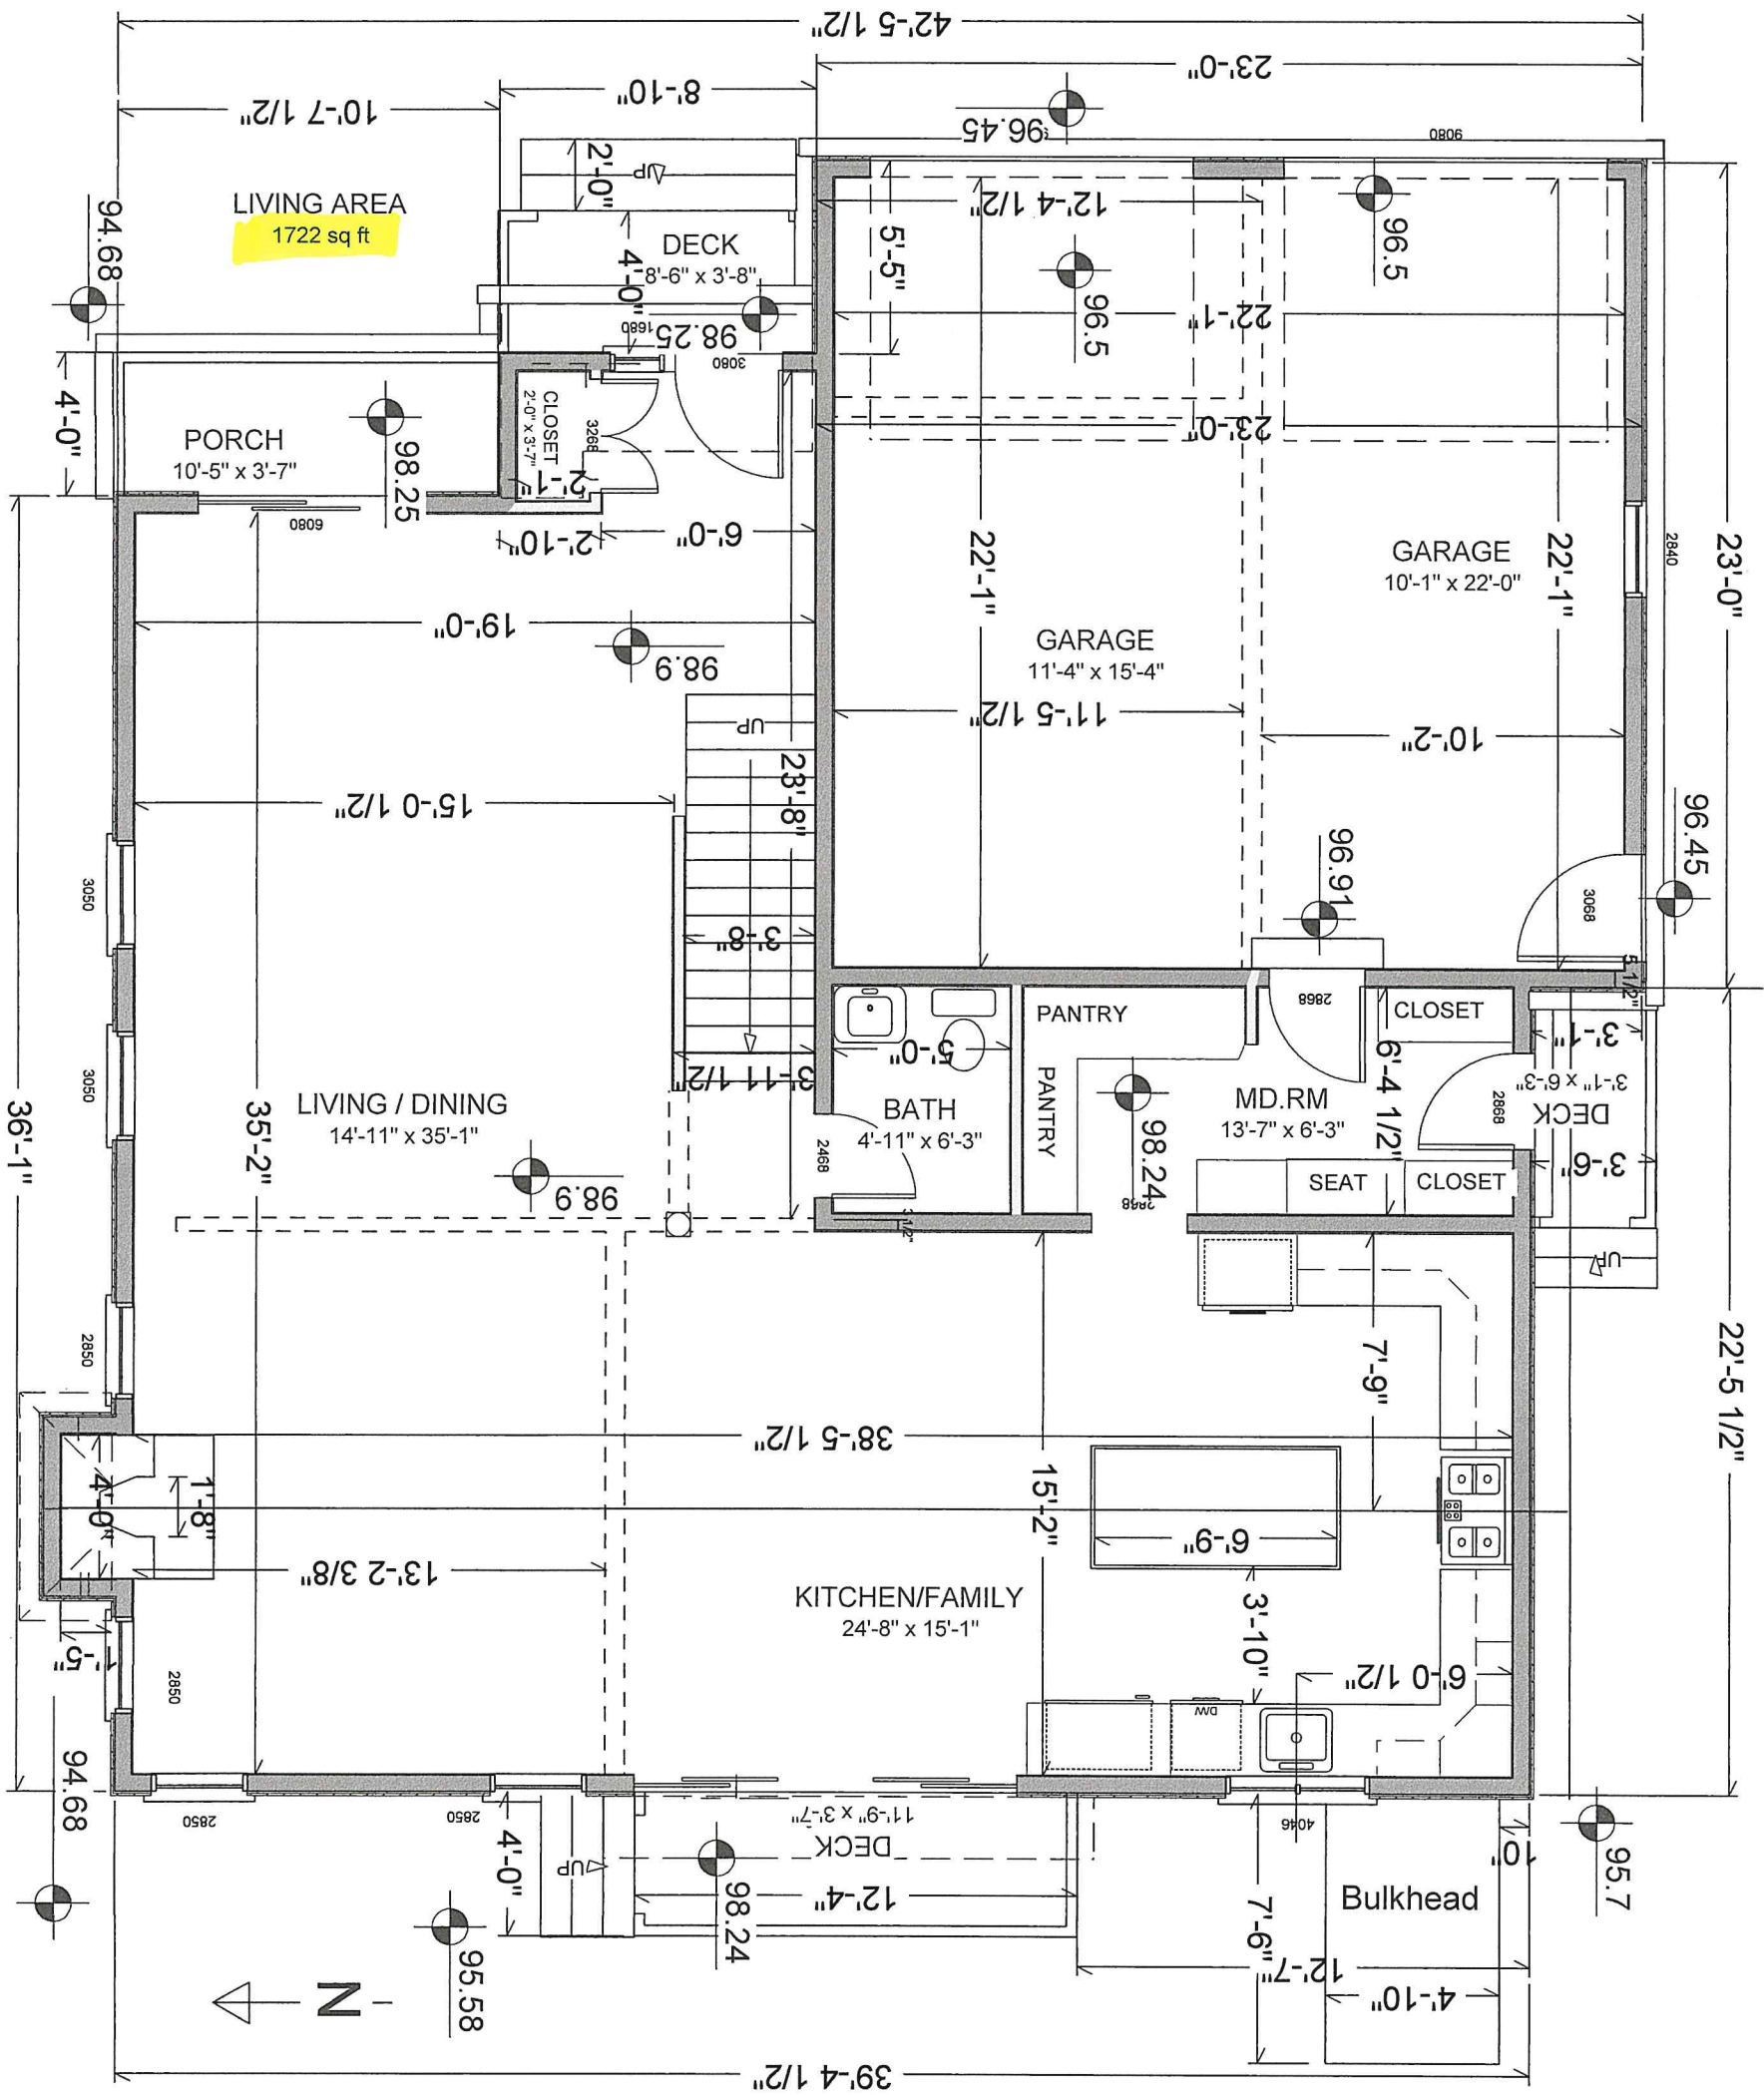 42'-5 1/2"
23'-0"
8'-10"
10'-7 1/2"
96.45
9080
2'-0"
UP
LIVING AREA
1722 sq ft
94.68
12'-4 1/2"
96.5
5'-5"
DECK
8'-6" x 3'-8"
4'-0"
96.5
22'-1"
98.25
1680
3080
4'-0"
PORCH
10'-5" x 3'-7"
98.25
CLOSET
2'-0" x 3'-7"
3268
2'-1"
23'-0"
6080
2'-10"
6'-0"
22'-1"
GARAGE
10'-1" x 22'-0"
22'-1"
2840
23'-0"
19'-0"
98.9
GARAGE
11'-4" x 15'-4"
11'-5 1/2"
10'-2"
UP
23'-8"
15'-0 1/2"
96.91
96.45
3050
3068
3'-8"
5 1/2"
2868
PANTRY
CLOSET
3'-1"
5'-0"
3'-11 1/2"
3050
6'-4 1/2"
3'-1" x 6'-3"
DECK
LIVING / DINING
14'-11" x 35'-1"
BATH
4'-11" x 6'-3"
PANTRY
MD.RM
13'-7" x 6'-3"
2868
36'-1"
35'-2"
2468
98.24
3'-6"
98.9
2868
SEAT
CLOSET
3 1/2"
UP
2850
7'-9"
22'-5 1/2"
38'-5 1/2"
4'-0"
1'-8"
15'-2"
6'-9"
13'-2 3/8"
KITCHEN/FAMILY
24'-8" x 15'-1"
3'-10"
1'-5"
2850
6'-0 1/2"
DW
94.68
2850
2850
4'-0"
11'-9" x 3'-7"
DECK
UP
4046
10"
95.7
98.24
12'-4"
Bulkhead
7'-6"
12'-7"
95.58
N
4'-10"
39'-4 1/2"